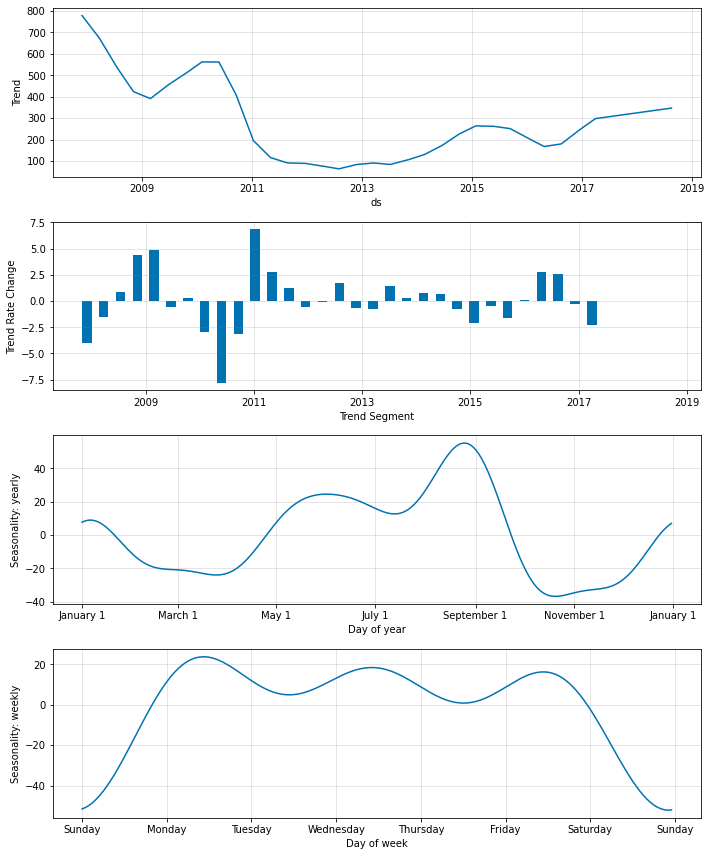 800
700
600
500
400
300
200
100
Trend
2009 2011 2013 2015 2017 2019
ds
7.5
5.0
2.5
0.0
−2.5
−5.0
−7.5
Trend Rate Change
2009 2011 2013 2015 2017 2019
Trend Segment
40
20
0
−20
−40
Seasonality: yearly
January 1 March 1 May 1 July 1 September 1 November 1 January 1
Day of year
20
0
−20
−40
Seasonality: weekly
Sunday Monday Tuesday Wednesday Thursday Friday Saturday Sunday
Day of week